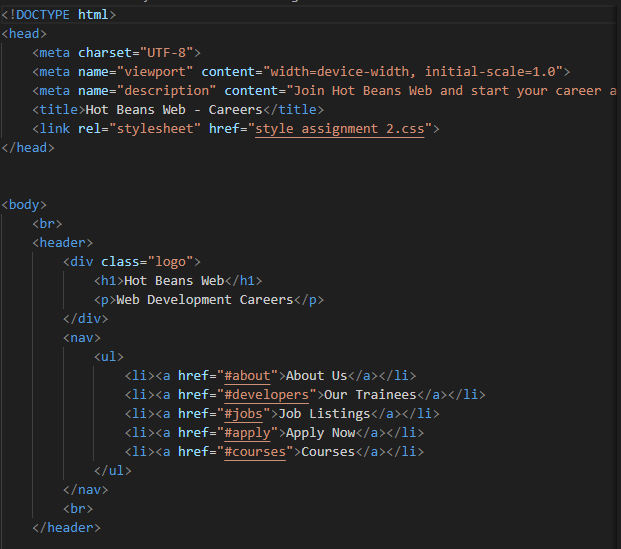 <!DOCTYPE html>
<head>
<meta charset="UTF-8">
<meta name="viewport" content="width=device-width, initial-scale=1.0">
<meta name="description" content="Join Hot Beans Web and start your career a
<title>Hot Beans Web - Careers</title>
<link rel="stylesheet" href="style assignment 2.css">
</head>
<body>
<br>
<header>
<div class="logo">
<h1>Hot Beans Web</h1>
<p>Web Development Careers</p>
</div>
<nav>
<ul>
<li><a href="#about">About Us</a></li>
<li><a href="#developers">Our Trainees</a></li>
<li><a href="#jobs">Job Listings</a></li>
<li><a href="#apply">Apply Now</a></li>
<li><a href="#courses">Courses</a></li>
</ul>
</nav>
<br>
</header>